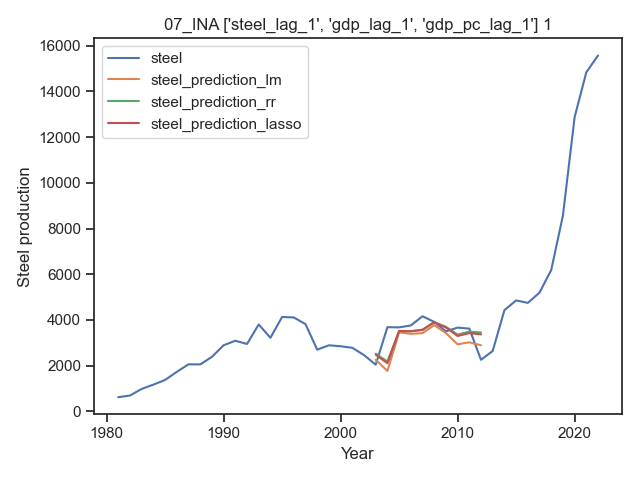 07_INA ['steel_lag_1', 'gdp_lag_1', 'gdp_pc_lag_1'] 1
steel
steel_prediction_lm
steel_prediction_rr
steel_prediction_lasso
16000
14000
12000
10000
8000
6000
4000
2000
0
Steel production
1980
1990
2000
2010
2020
Year